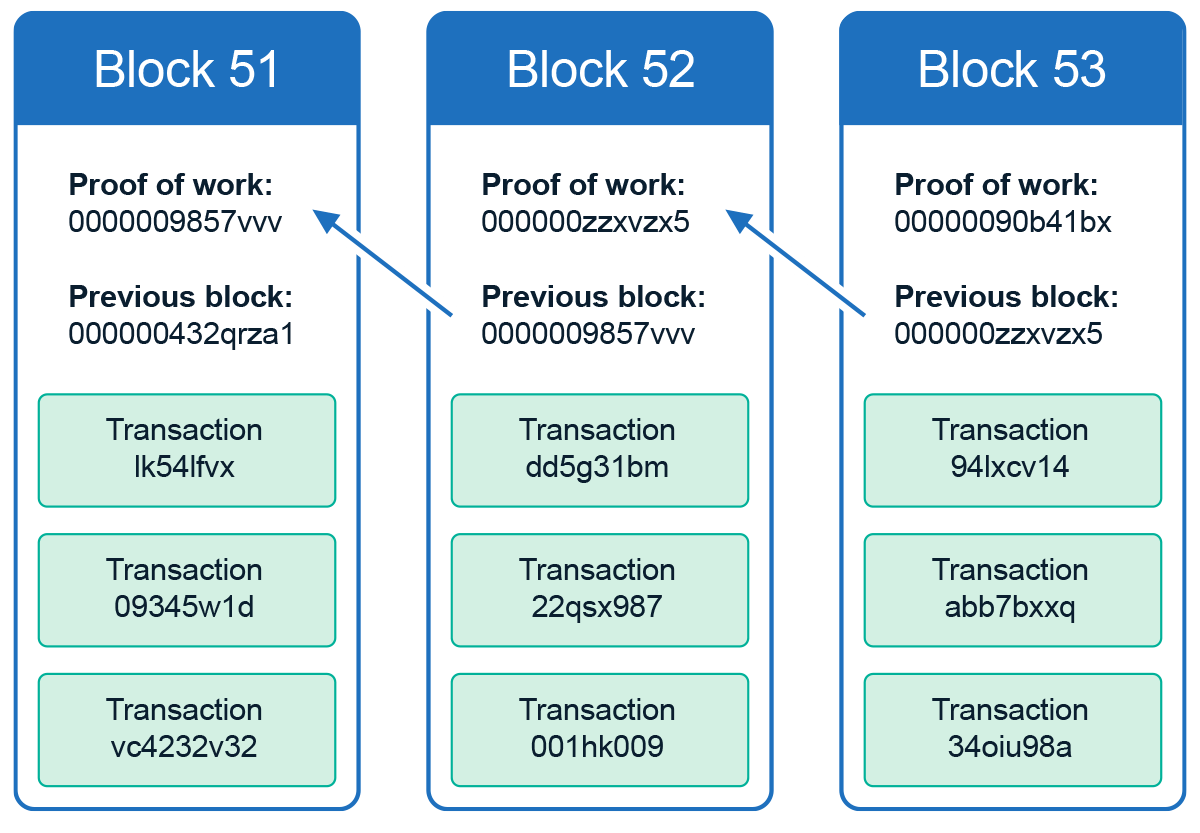 Block 51
Proof of work:
0000009857vvv
Previous block:
000000432qrza1
Transaction
lk54lfvx
Transaction
09345w1d
Transaction
vc4232v32
Block 52
Proof of work:
000000zzxvzx5
Previous block:
0000009857vvv
Transaction
dd5g31bm
Transaction
22qsx987
Transaction
001hk009
Block 53
Proof of work:
00000090b41bx
Previous block:
000000zzxvzx5
Transaction
94lxcv14
Transaction
abb7bxxq
Transaction
34oiu98a